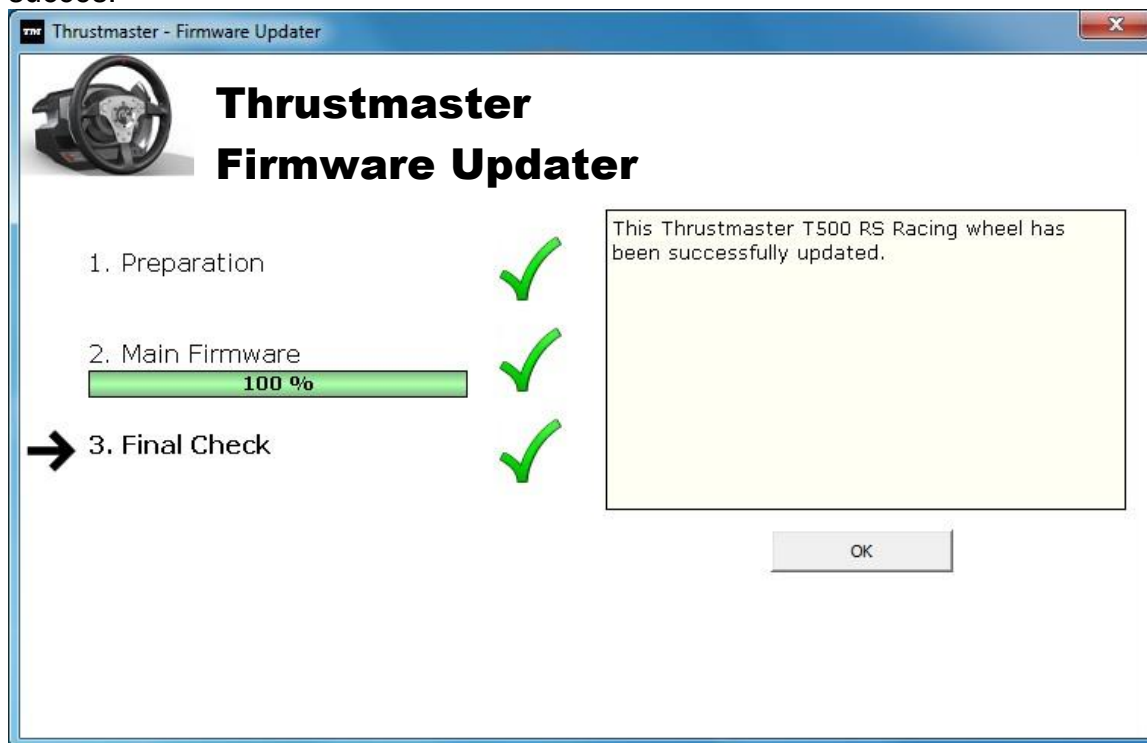 Thrustmaster - Firmware Updater
Thrustmaster
Firmware Updater
1. Preparation
2. Main Firmware
100 %
3. Final Check
This Thrustmaster T500 RS Racing wheel has
been successfully updated.
OK